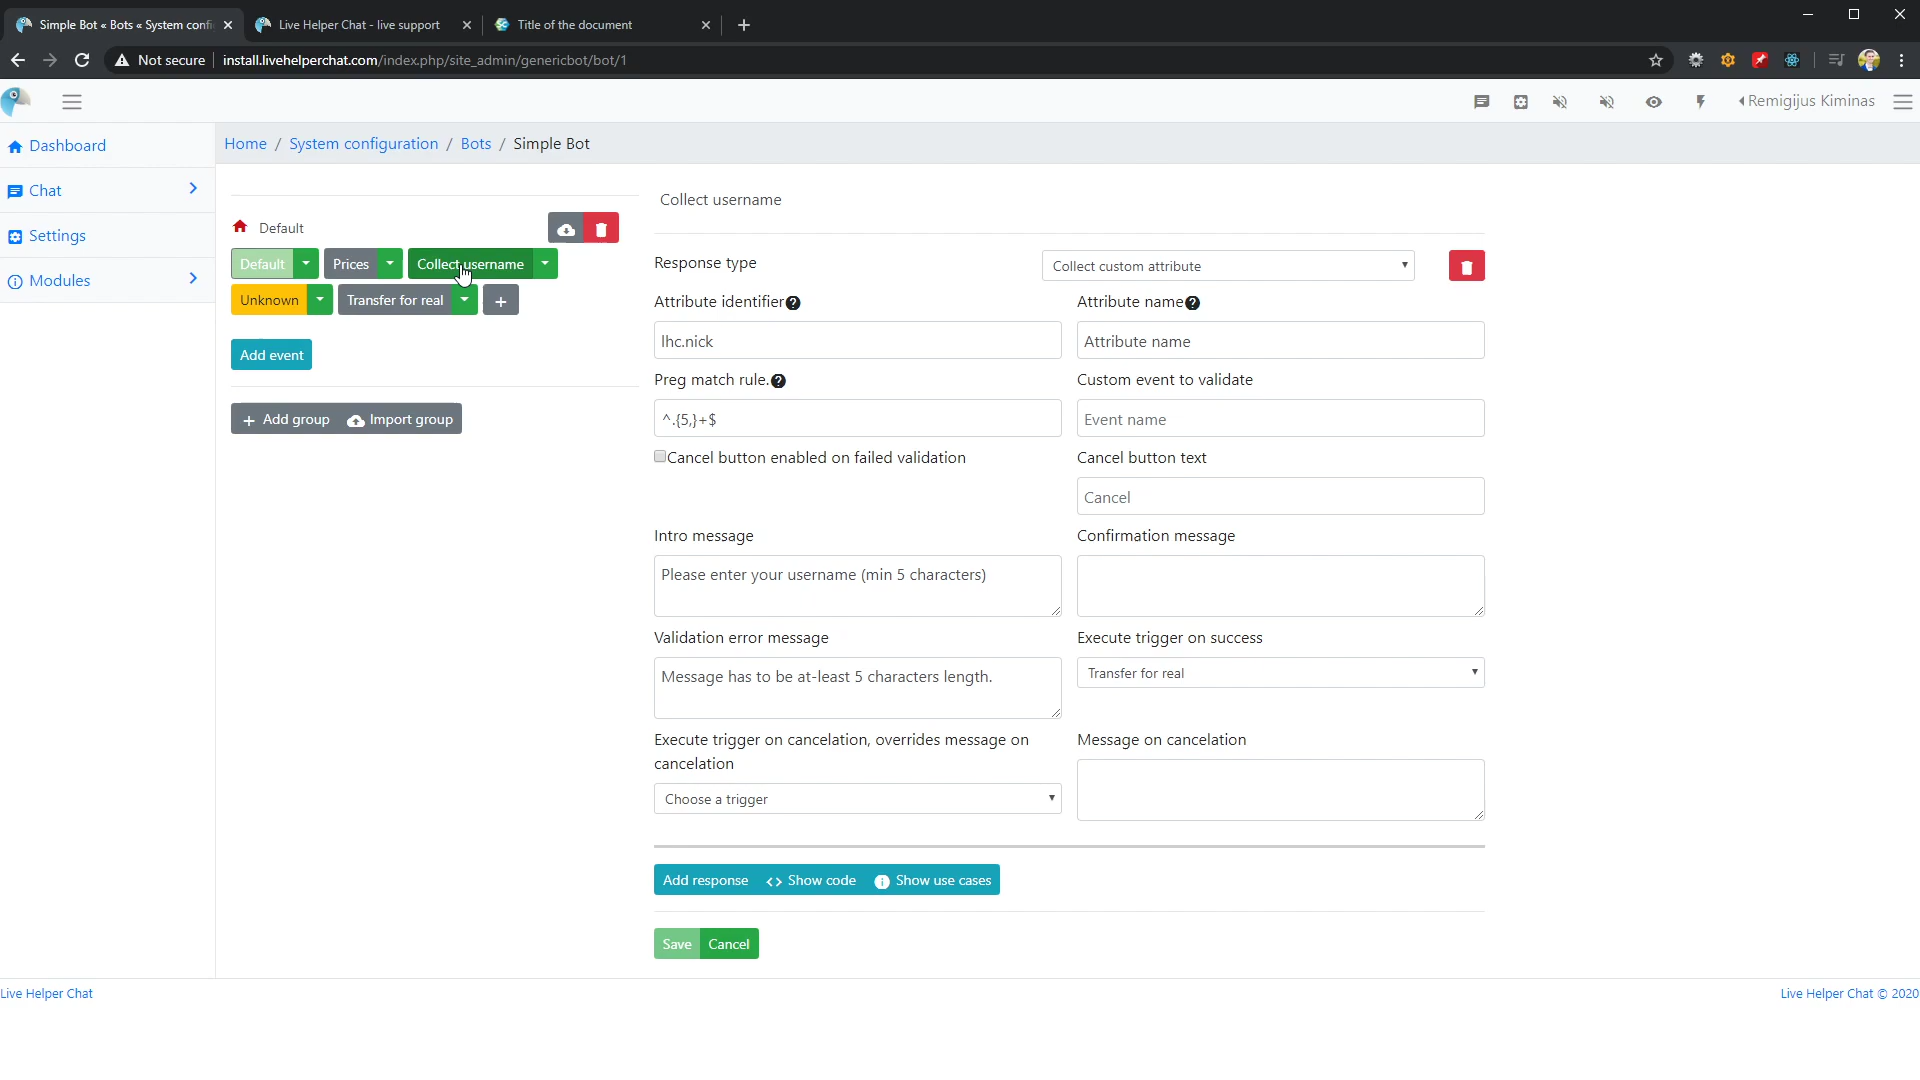 Simple Bot « Bots « System confi
Live Helper Chat - live support
Title of the document
Not secure
install.livehelperchat.com/index.php/site_admin/genericbot/bot/1
Remigijus Kiminas
Dashboard
Chat
Settings
Modules
Home / System configuration / Bots / Simple Bot
Default
Default
Prices
Collect username
Unknown
Transfer for real
+
Add event
+ Add group
Import group
Collect username
Response type
Collect custom attribute
Attribute identifier
Attribute name
lhc.nick
Attribute name
Preg match rule.
Custom event to validate
^.{5,}+$
Event name
Cancel button enabled on failed validation
Cancel button text
Cancel
Intro message
Confirmation message
Please enter your username (min 5 characters)
Validation error message
Execute trigger on success
Message has to be at-least 5 characters length.
Transfer for real
Execute trigger on cancelation, overrides message on
cancelation
Message on cancelation
Choose a trigger
Add response
<> Show code
Show use cases
Save
Cancel
Live Helper Chat
Live Helper Chat © 2020